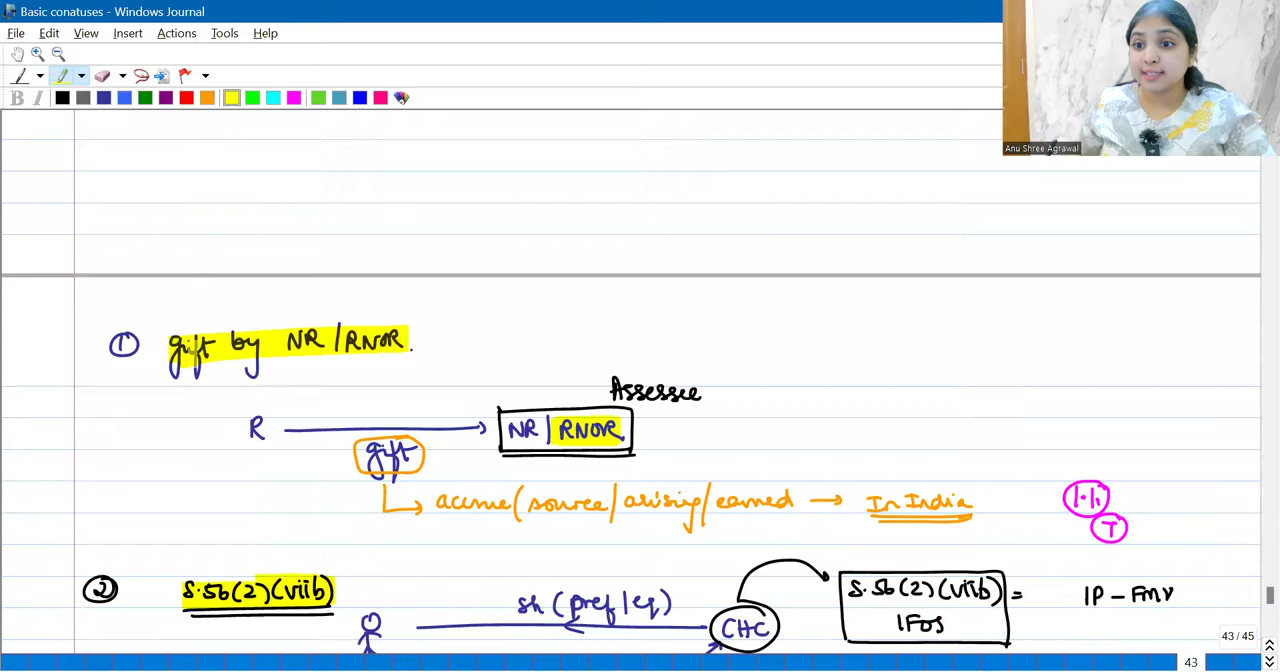 Basic conatuses - Windows Journal
File Edit View Insert Actions Tools Help
B I
Anu Shree Agrawal
① gift by NR/RNOR.
Assessee
R NR/RNOR
gift
accrue(source/arising/earned → In India
1·1.
T
② S.56(2)(viib) sh (pref/eq) CHC S.56(2)(viib) = IP - FMV
IFOS
43 / 45
43